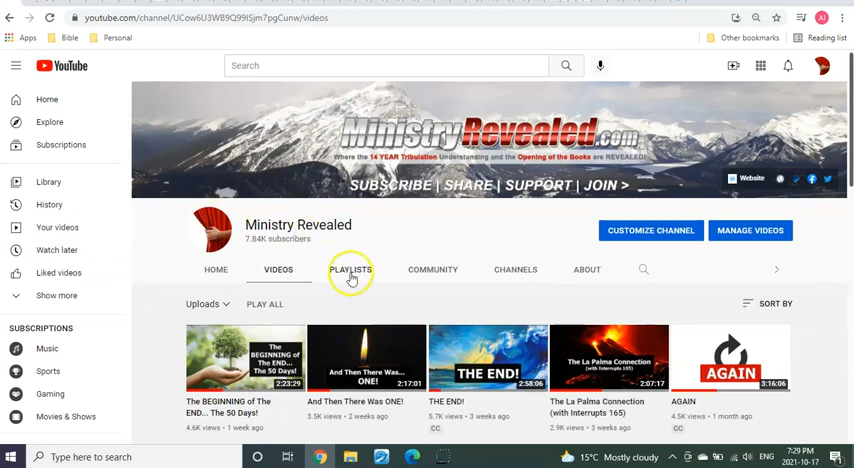 youtube.com/channel/UCow6U3WB9Q99ISjm7pgCunw/videos
AI
Apps Bible Personal Other bookmarks Reading list
YouTube Search
Home
Explore
Subscriptions
Library
History
Your videos
Watch later
Liked videos
Show more
SUBSCRIPTIONS
Music
Sports
Gaming
Movies & Shows
MinistryRevealed.com
Where the 14 YEAR Tribulation Understanding and the Opening of the Books are REVEALED!
SUBSCRIBE | SHARE | SUPPORT | JOIN >
Website
Ministry Revealed
7.84K subscribers
CUSTOMIZE CHANNEL MANAGE VIDEOS
HOME VIDEOS PLAYLISTS COMMUNITY CHANNELS ABOUT
Uploads PLAY ALL SORT BY
The
BEGINNING of
The END...
The 50 Days!
2:23:29
The BEGINNING of The
END... The 50 Days!
4.6K views • 1 week ago
And Then There Was...
ONE!
2:17:01
And Then There Was ONE!
3.5K views • 2 weeks ago
THE END!
2:58:06
THE END!
5.7K views • 3 weeks ago
CC
The La Palma Connection
(with Interrupts 165)
2:07:17
The La Palma Connection
(with Interrupts 165)
2.9K views • 3 weeks ago
AGAIN
3:16:06
AGAIN
4.5K views • 1 month ago
CC
Type here to search
15°C Mostly cloudy
ENG
7:29 PM
2021-10-17